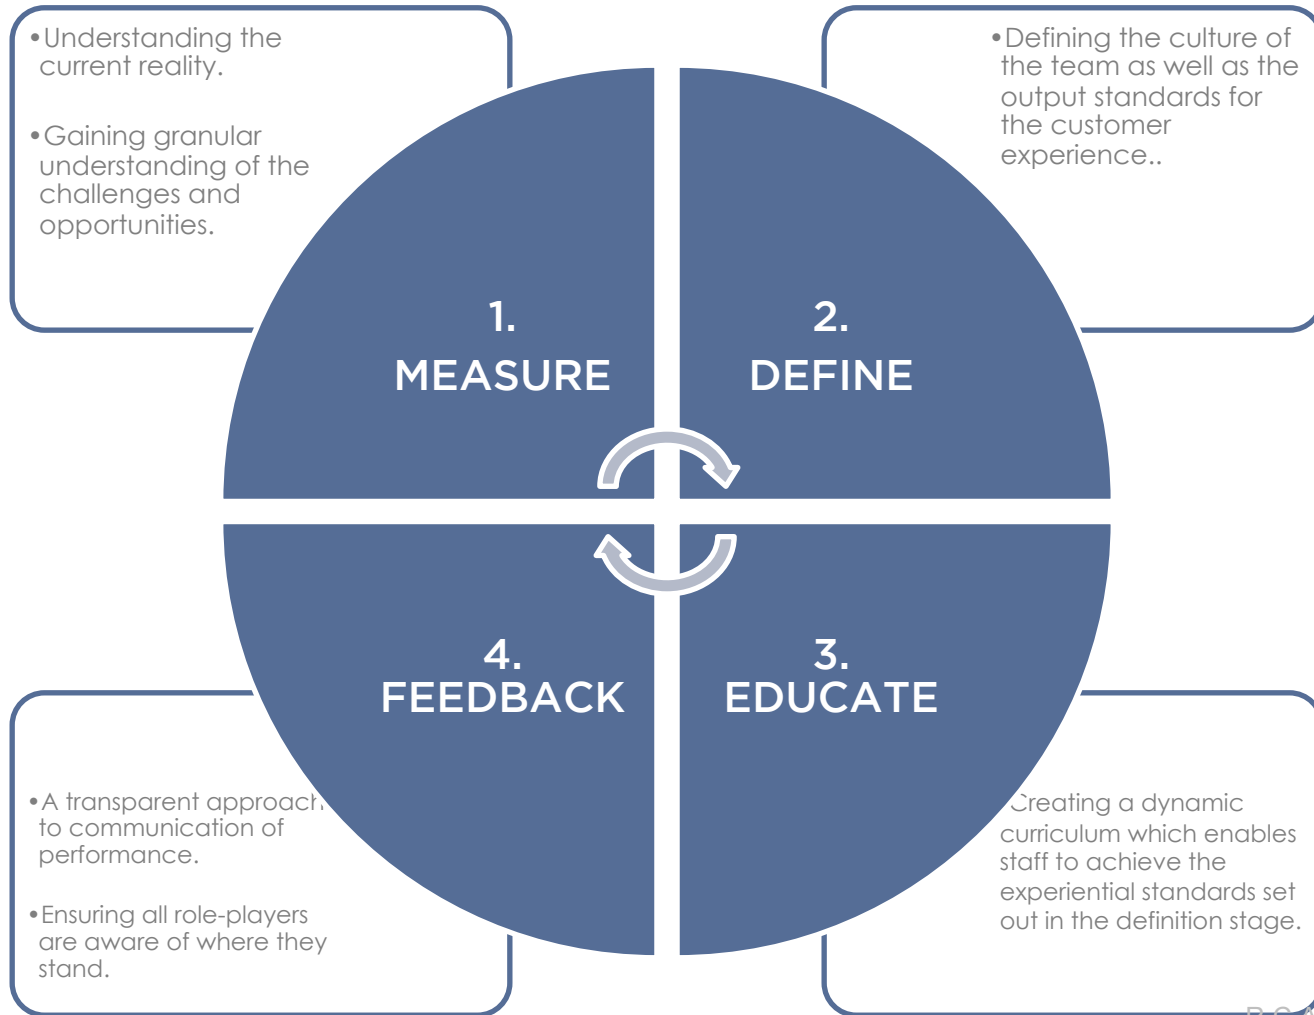 •Understanding the
current reality.
•Gaining granular
understanding of the
challenges and
opportunities.
•Defining the culture of
the team as well as the
output standards for
the customer
experience..
1.
MEASURE
2.
DEFINE
3.
EDUCATE
4.
FEEDBACK
Creating a dynamic
curriculum which enables
staff to achieve the
experiential standards set
out in the definition stage.
•A transparent approach
to communication of
performance.
•Ensuring all role-players
are aware of where they
stand.